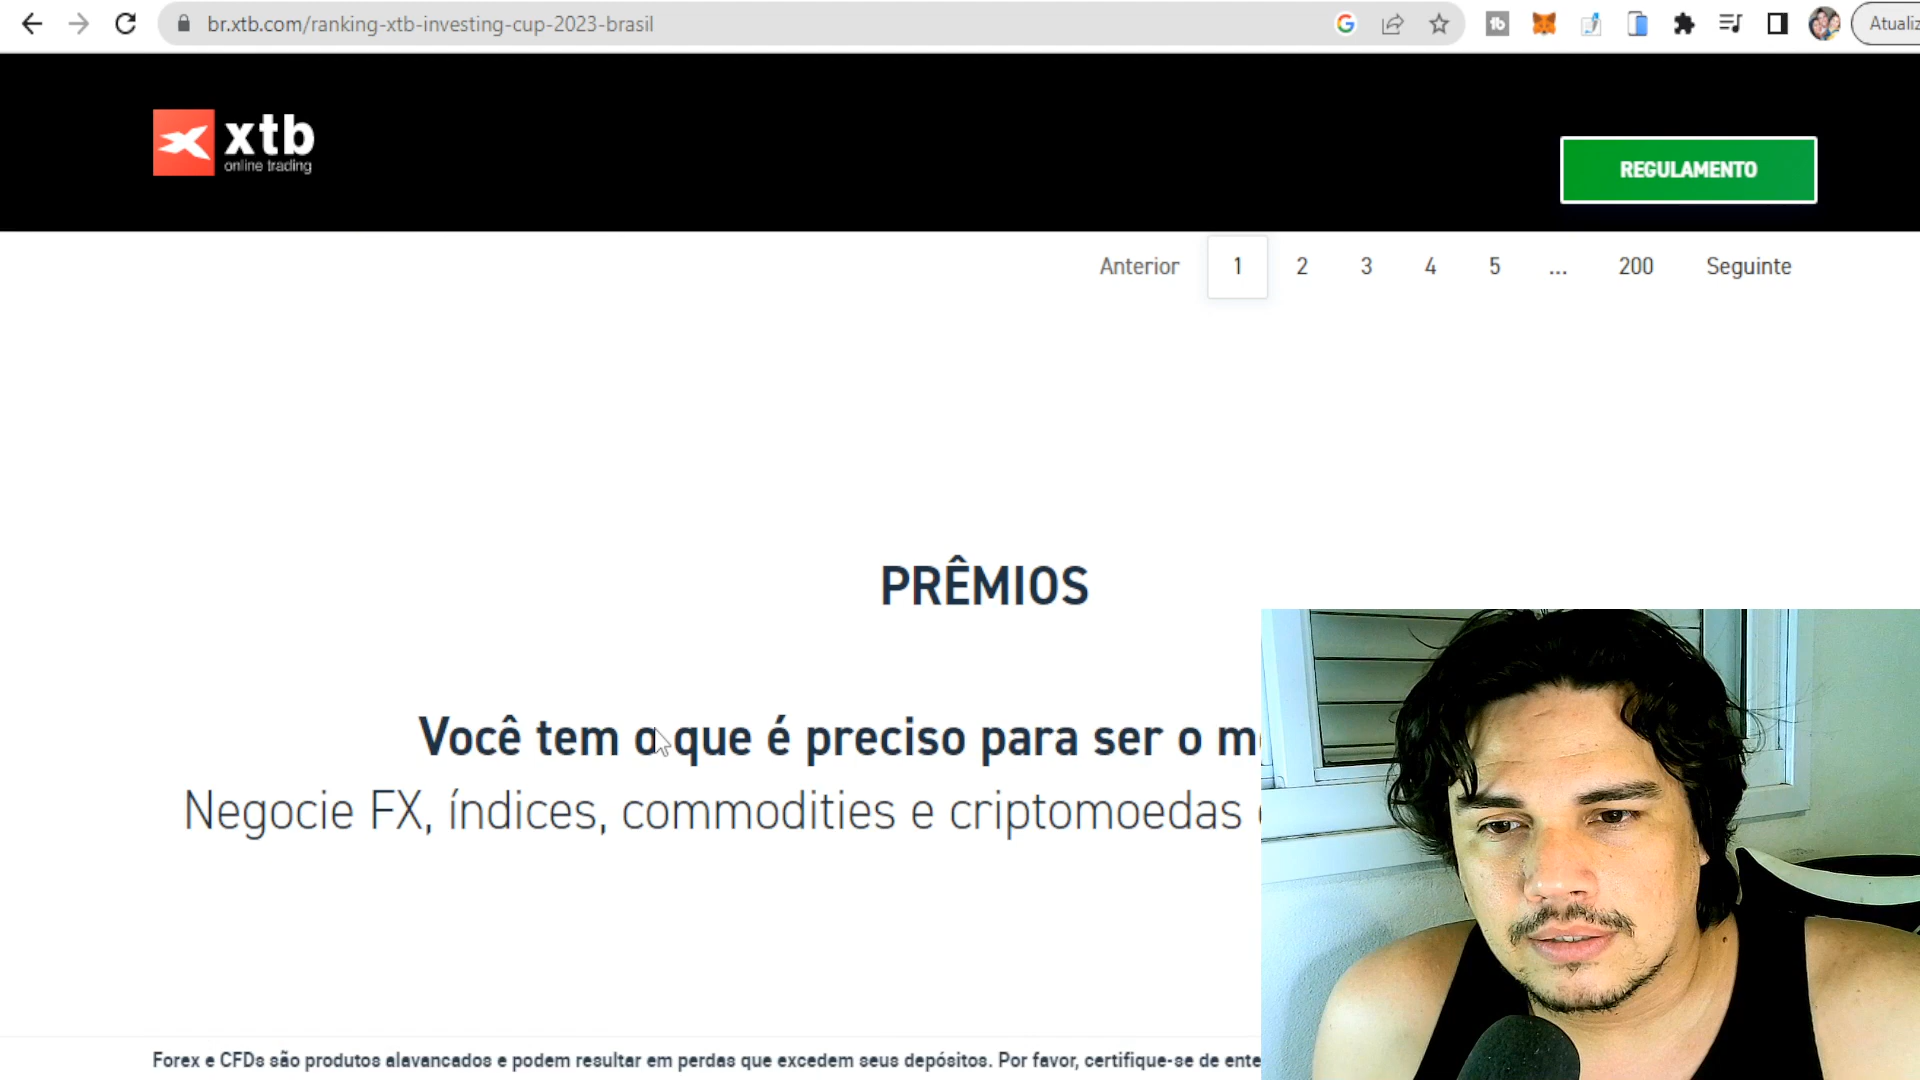 br.xtb.com/ranking-xtb-investing-cup-2023-brasil
Atualiz
xtb
online trading
REGULAMENTO
Anterior 1 2 3 4 5 ... 200 Seguinte
PRÊMIOS
Você tem o que é preciso para ser o
Negocie FX, índices, commodities e criptomoedas
Forex e CFDs são produtos alavancados e podem resultar em perdas que excedem seus depósitos. Por favor, certifique-se de